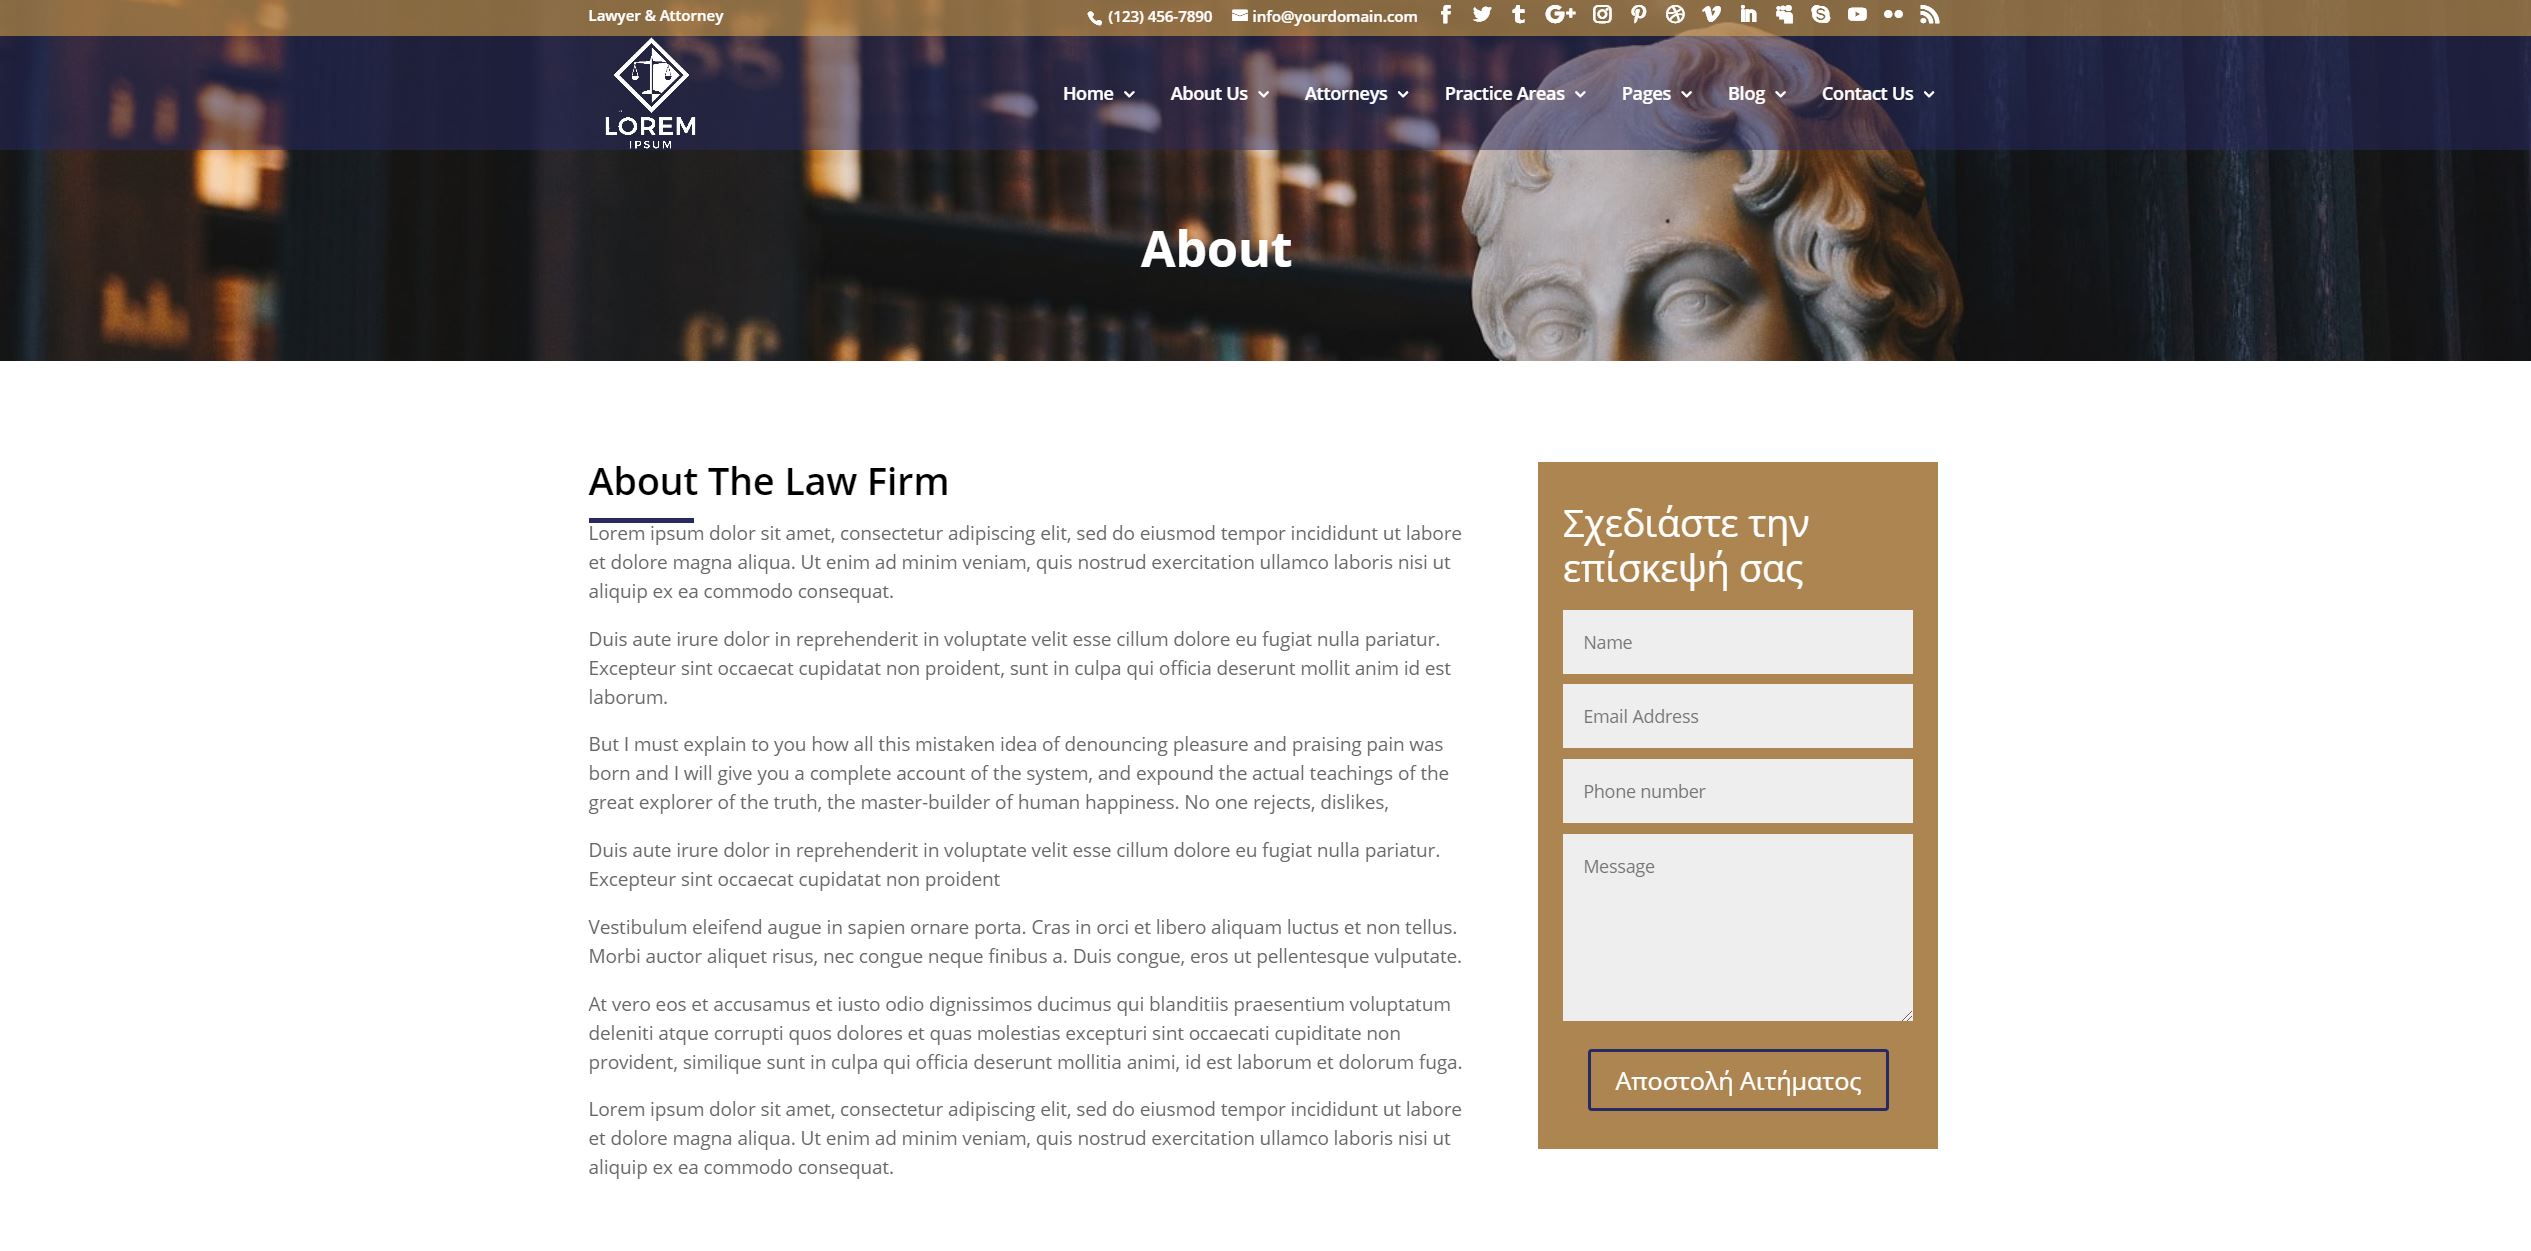 Lawyer & Attorney
(123) 456-7890
info@yourdomain.com
LOREM
IPSUM
Home
About Us
Attorneys
Practice Areas
Pages
Blog
Contact Us
About
About The Law Firm
Lorem ipsum dolor sit amet, consectetur adipiscing elit, sed do eiusmod tempor incididunt ut labore
et dolore magna aliqua. Ut enim ad minim veniam, quis nostrud exercitation ullamco laboris nisi ut
aliquip ex ea commodo consequat.
Duis aute irure dolor in reprehenderit in voluptate velit esse cillum dolore eu fugiat nulla pariatur.
Excepteur sint occaecat cupidatat non proident, sunt in culpa qui officia deserunt mollit anim id est
laborum.
But I must explain to you how all this mistaken idea of denouncing pleasure and praising pain was
born and I will give you a complete account of the system, and expound the actual teachings of the
great explorer of the truth, the master-builder of human happiness. No one rejects, dislikes,
Duis aute irure dolor in reprehenderit in voluptate velit esse cillum dolore eu fugiat nulla pariatur.
Excepteur sint occaecat cupidatat non proident
Vestibulum eleifend augue in sapien ornare porta. Cras in orci et libero aliquam luctus et non tellus.
Morbi auctor aliquet risus, nec congue neque finibus a. Duis congue, eros ut pellentesque vulputate.
At vero eos et accusamus et iusto odio dignissimos ducimus qui blanditiis praesentium voluptatum
deleniti atque corrupti quos dolores et quas molestias excepturi sint occaecati cupiditate non
provident, similique sunt in culpa qui officia deserunt mollitia animi, id est laborum et dolorum fuga.
Lorem ipsum dolor sit amet, consectetur adipiscing elit, sed do eiusmod tempor incididunt ut labore
et dolore magna aliqua. Ut enim ad minim veniam, quis nostrud exercitation ullamco laboris nisi ut
aliquip ex ea commodo consequat.
Σχεδιάστε την
επίσκεψή σας
Name
Email Address
Phone number
Message
Αποστολή Αιτήματος